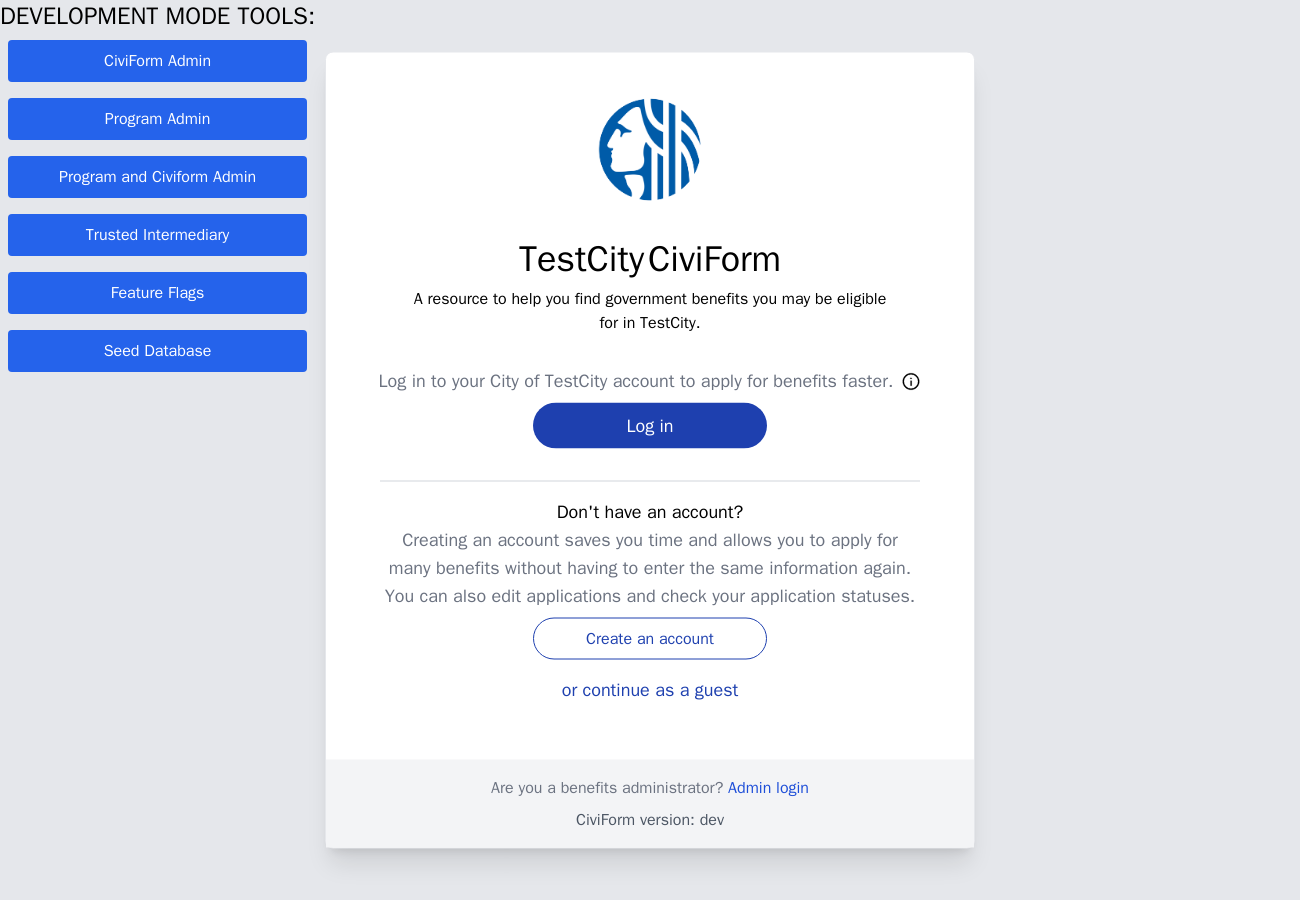 DEVELOPMENT MODE TOOLS:
CiviForm Admin
Program Admin
Program and Civiform Admin
Trusted Intermediary
Feature Flags
Seed Database
TestCity CiviForm
A resource to help you find government benefits you may be eligible
for in TestCity.
Log in to your City of TestCity account to apply for benefits faster.
Log in
Don't have an account?
Creating an account saves you time and allows you to apply for
many benefits without having to enter the same information again.
You can also edit applications and check your application statuses.
Create an account
or continue as a guest
Are you a benefits administrator? Admin login
CiviForm version: dev